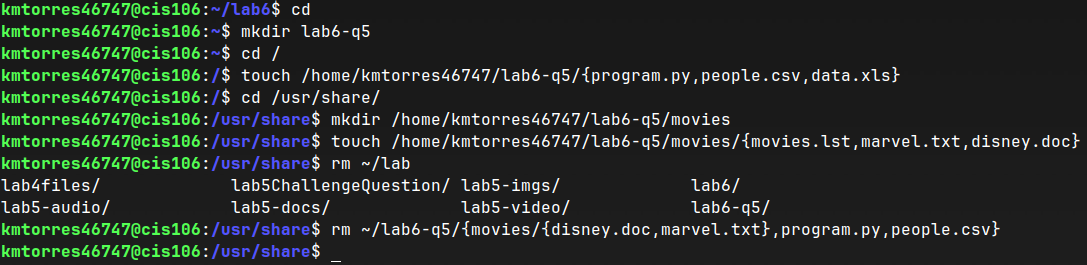 kmtorres46747@cis106:~/lab6$ cd
kmtorres46747@cis106:~$ mkdir lab6-q5
kmtorres46747@cis106:~$ cd /
kmtorres46747@cis106:/$ touch /home/kmtorres46747/lab6-q5/{program.py,people.csv,data.xls}
kmtorres46747@cis106:/$ cd /usr/share/
kmtorres46747@cis106:/usr/share$ mkdir /home/kmtorres46747/lab6-q5/movies
kmtorres46747@cis106:/usr/share$ touch /home/kmtorres46747/lab6-q5/movies/{movies.lst,marvel.txt,disney.doc}
kmtorres46747@cis106:/usr/share$ rm ~/lab
lab4files/ lab5ChallengeQuestion/ lab5-imgs/ lab6/
lab5-audio/ lab5-docs/ lab5-video/ lab6-q5/
kmtorres46747@cis106:/usr/share$ rm ~/lab6-q5/{movies/{disney.doc,marvel.txt},program.py,people.csv}
kmtorres46747@cis106:/usr/share$ _